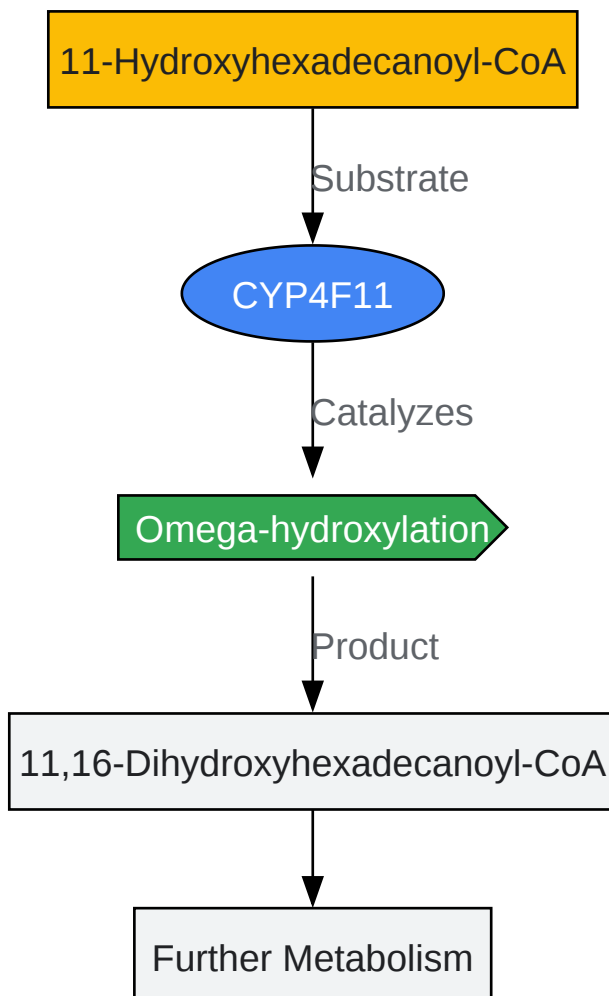 11-Hydroxyhexadecanoyl-CoA
Substrate
CYP4F11
Catalyzes
Omega-hydroxylation
Product
11,16-Dihydroxyhexadecanoyl-CoA
Further Metabolism